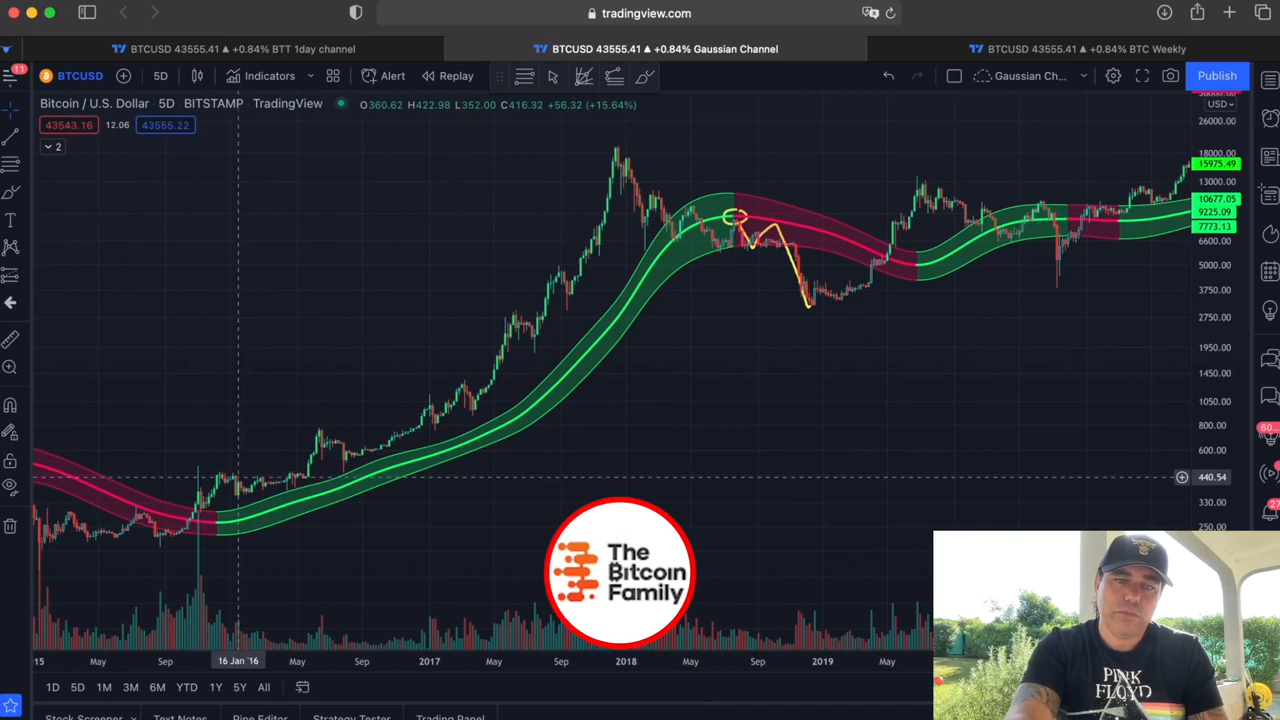 tradingview.com
BTCUSD 43555.41 ▲ +0.84% BTT 1day channel
BTCUSD 43555.41 ▲ +0.84% Gaussian Channel
BTCUSD 43555.41 ▲ +0.84% BTC Weekly
11
BTCUSD
5D
Indicators
Alert
Replay
Gaussian Ch...
Publish
Bitcoin / U.S. Dollar 5D BITSTAMP TradingView
O360.62 H422.98 L352.00 C416.32 +56.32 (+15.64%)
USD
43543.16 12.06 43555.22
2
26000.00
18000.00
15975.49
13000.00
10677.05
9225.09
7773.13
6600.00
5000.00
3750.00
2750.00
1950.00
1450.00
1050.00
800.00
600.00
440.54
330.00
250.00
60...
27
The
Bitcoin
Family
PINK
FLOYD
15 May Sep 16 Jan '16 May Sep 2017 May Sep 2018 May Sep 2019 May
1D 5D 1M 3M 6M YTD 1Y 5Y All
Stock Screener Text Notes Pine Editor Strategy Tester Trading Panel